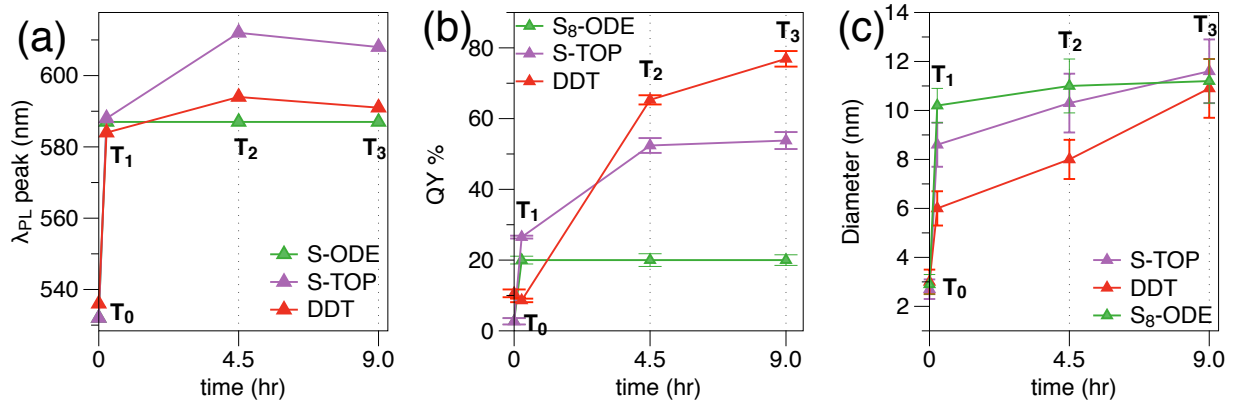 (a)
λPL peak (nm)
600
580
560
540
T1
T2
T3
T0
S-ODE
S-TOP
DDT
0
4.5
9.0
time (hr)
(b)
QY %
80
60
40
20
0
S8-ODE
S-TOP
DDT
T3
T2
T1
T0
0
4.5
9.0
time (hr)
(c)
Diameter (nm)
14
12
10
8
6
4
2
T1
T2
T3
T0
S-TOP
DDT
S8-ODE
0
4.5
9.0
time (hr)